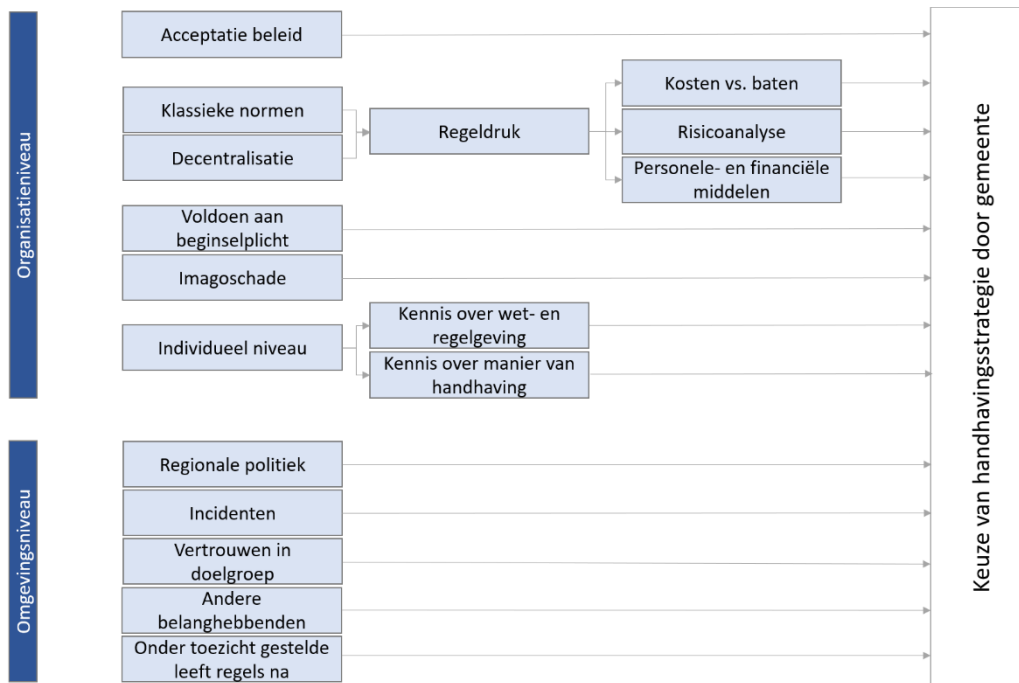 Organisatieniveau
Acceptatie beleid
Klassieke normen
Decentralisatie
Regeldruk
Kosten vs. baten
Risicoanalyse
Personele- en financiële
middelen
Voldoen aan
beginselplicht
Imagoschade
Individueel niveau
Kennis over wet- en
regelgeving
Kennis over manier van
handhaving
Omgevingsniveau
Regionale politiek
Incidenten
Vertrouwen in
doelgroep
Andere
belanghebbenden
Onder toezicht gestelde
leeft regels na
Keuze van handhavingsstrategie door gemeente